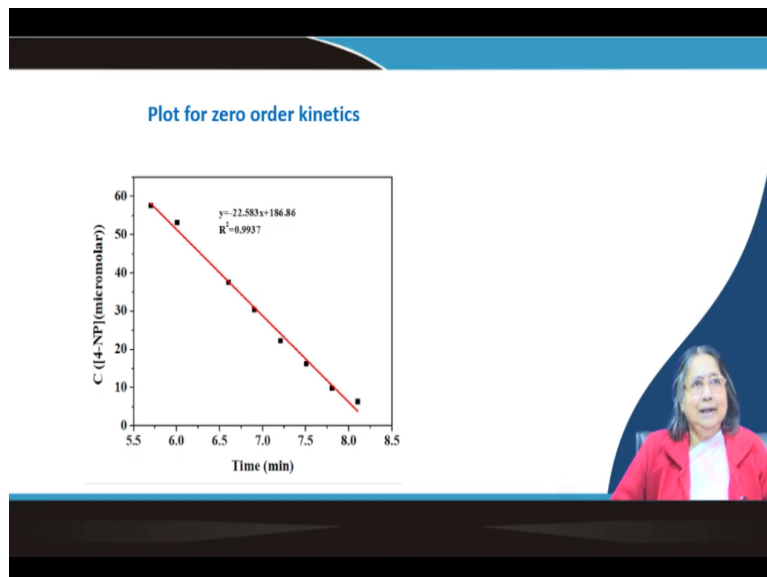 Plot for zero order kinetics
y=-22.583x+186.86
R²=0.9937
60
50
40
30
20
10
0
C ([4-NP](micromolar))
5.5 6.0 6.5 7.0 7.5 8.0 8.5
Time (min)